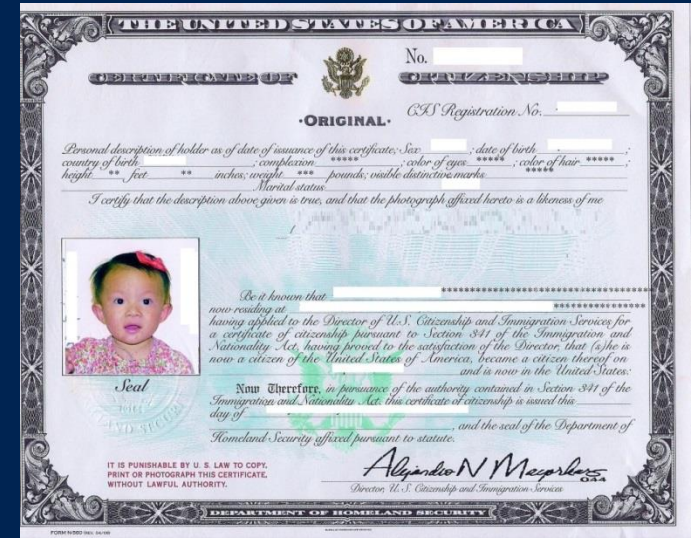 THE UNITED STATES OF AMERICA
No.
CERTIFICATE OF CITIZENSHIP
·ORIGINAL·
CIS Registration No.
Personal description of holder as of date of issuance of this certificate; Sex ; date of birth ;
country of birth ; complexion ***** ; color of eyes ***** ; color of hair **** ;
height ** feet ** inches; weight *** pounds; visible distinctive marks ****
Marital status
I certify that the description above given is true, and that the photograph affixed hereto is a likeness of me
Be it known that
now residing at
having applied to the Director of U.S. Citizenship and Immigration Services for
a certificate of citizenship pursuant to Section 341 of the Immigration and
Nationality Act, having proved to the satisfaction of the Director, that (s)he is
now a citizen of the United States of America, became a citizen thereof on
and is now in the United States:
Now Therefore, in pursuance of the authority contained in Section 341 of the
Immigration and Nationality Act, this certificate of citizenship is issued this
day of
, and the seal of the Department of
Homeland Security affixed pursuant to statute.
Seal
IT IS PUNISHABLE BY U. S. LAW TO COPY,
PRINT OR PHOTOGRAPH THIS CERTIFICATE,
WITHOUT LAWFUL AUTHORITY.
Alejandro N Mayorkas
Director, U. S. Citizenship and Immigration Services
DEPARTMENT OF HOMELAND SECURITY
FORM N-560